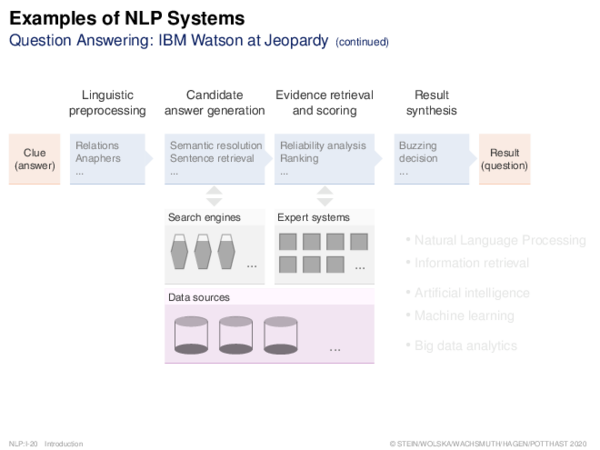 Examples of NLP Systems
Question Answering: IBM Watson at Jeopardy (continued)
Linguistic
preprocessing
Candidate
answer generation
Evidence retrieval
and scoring
Result
synthesis
Clue
(answer)
Relations
Anaphers
...
Semantic resolution
Sentence retrieval
...
Reliability analysis
Ranking
...
Buzzing
decision
...
Result
(question)
Search engines
...
Expert systems
...
Data sources
...
• Natural Language Processing
• Information retrieval
• Artificial intelligence
• Machine learning
• Big data analytics
NLP:I-20 Introduction
© STEIN/WOLSKA/WACHSMUTH/HAGEN/POTTHAST 2020